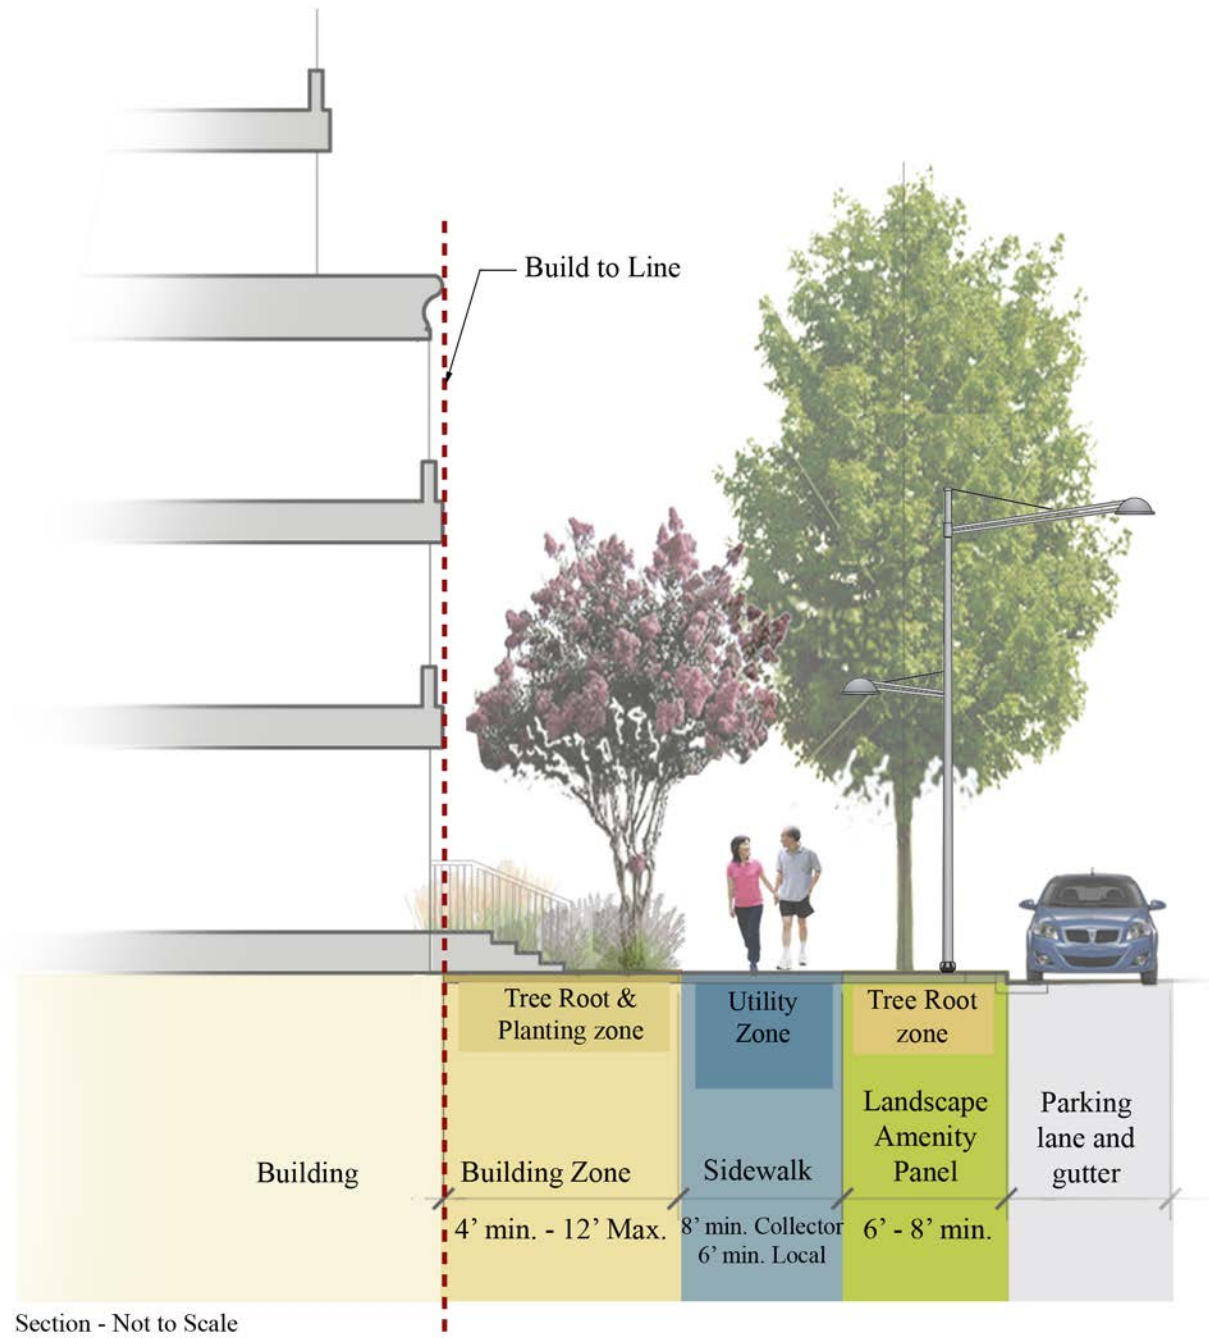 Build to Line
Tree Root &
Planting zone
Utility
Zone
Tree Root
zone
Building
Building Zone
Sidewalk
Landscape
Amenity
Panel
Parking
lane and
gutter
4’ min. - 12’ Max.
8’ min. Collector
6’ min. Local
6’ - 8’ min.
Section - Not to Scale